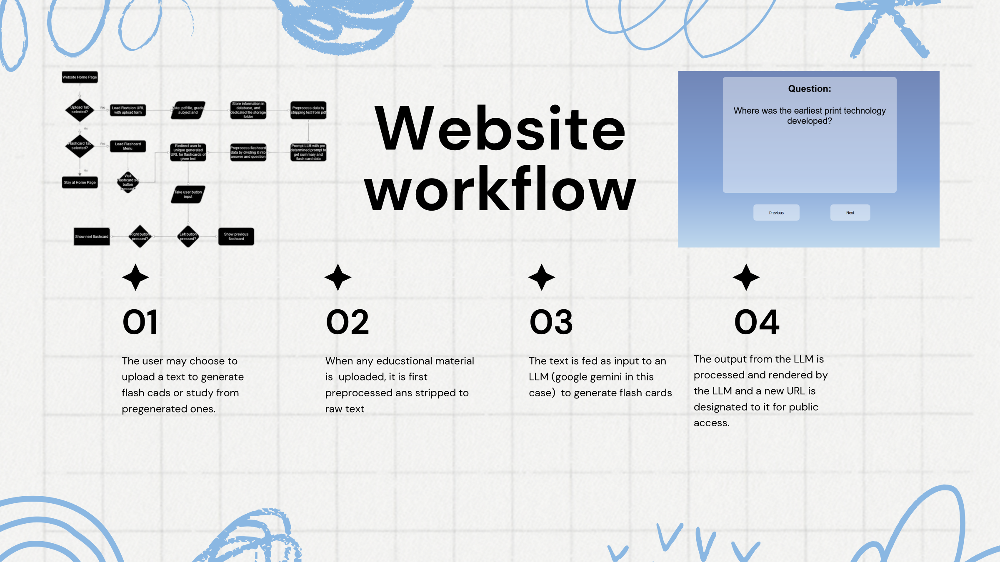 Website Home Page
Upload Tab
selected?
Yes
Load Revision URL
with upload form
Take .pdf file, grade
subject and
Store information in
database, and
dedicated file storage
folder
Preprocess data by
stripping text from pdf
No
Flashcard Tab
selected?
Yes
Load Flashcard
Menu
Redirect user to
unique generated
URL for flashcards of
given text
Preprocess flashcard
data by dividing it into
answer and question
Prompt LLM with pre
determined prompt to
get summary and
flash card data
No
Stay at Home Page
Visit
flashcard set
button
pressed?
Take user button
input
Show next flashcard
Right button
pressed?
Left button
pressed?
Show previous
flashcard
Website
workflow
Question:
Where was the earliest print technology
developed?
Previous
Next
01
The user may choose to
upload a text to generate
flash cads or study from
pregenerated ones.
02
When any educstional material
is  uploaded, it is first
preprocessed ans stripped to
raw text
03
The text is fed as input to an
LLM (google gemini in this
case)  to generate flash cards
04
The output from the LLM is
processed and rendered by
the LLM and a new URL is
designated to it for public
access.